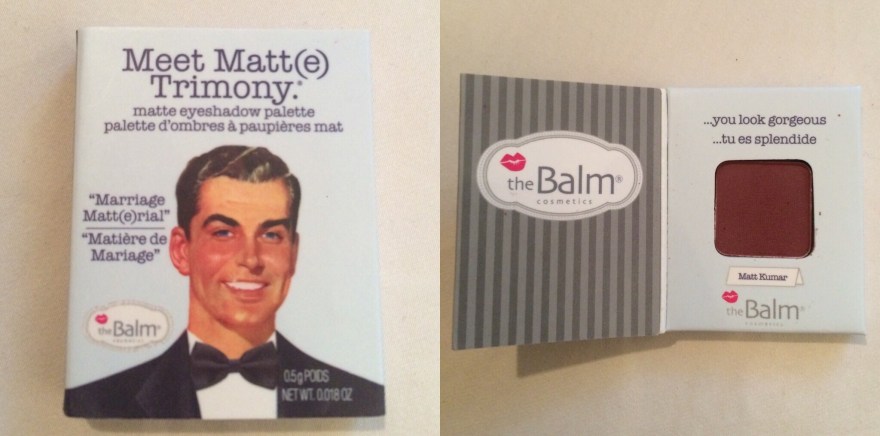 Meet Matt(e)
Trimony.®
matte eyeshadow palette
palette d'ombres à paupières mat
"Marriage
Matt(e)rial"
"Matière de
Mariage"
theBalm®
cosmetics
0.5g POIDS
NET WT. 0.018 OZ
theBalm®
cosmetics
...you look gorgeous
...tu es splendide
Matt Kumar
theBalm®
cosmetics